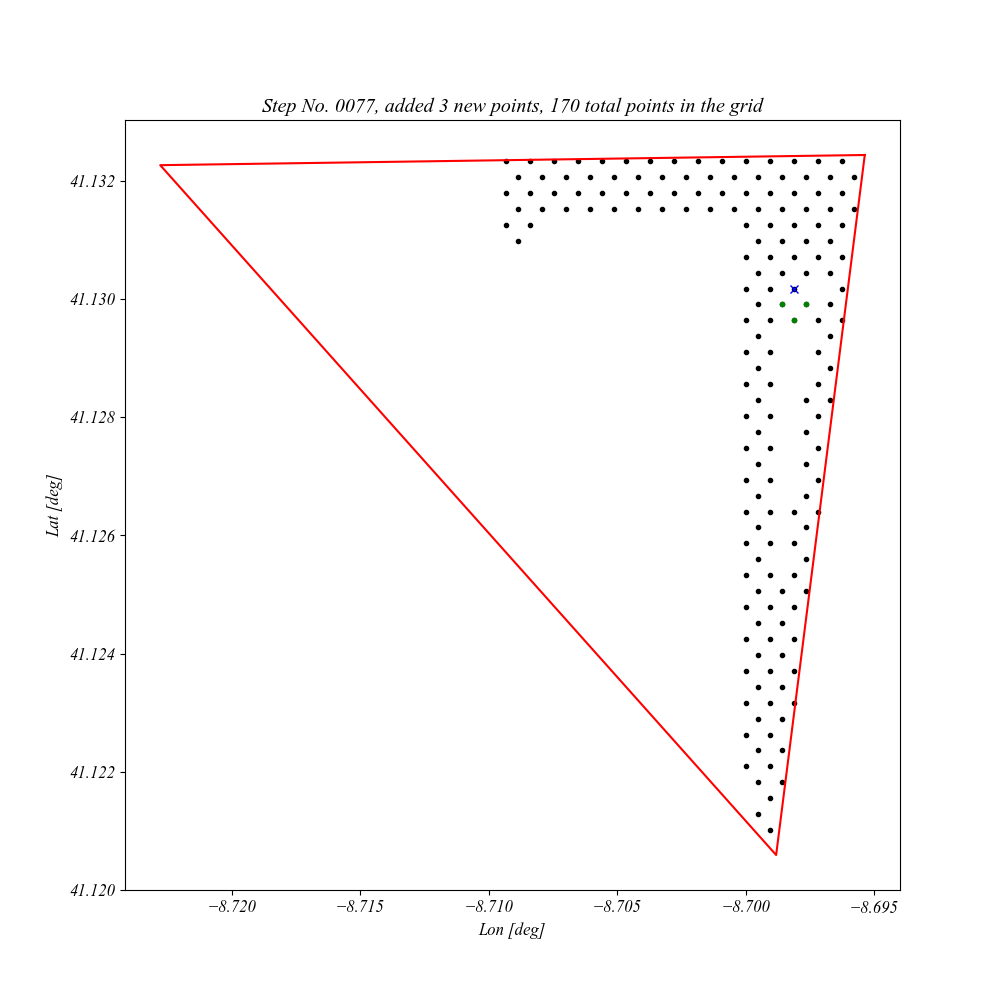 Step No. 0077, added 3 new points, 170 total points in the grid
41.132
41.130
41.128
41.126
41.124
41.122
41.120
Lat [deg]
−8.720 −8.715 −8.710 −8.705 −8.700 −8.695
Lon [deg]